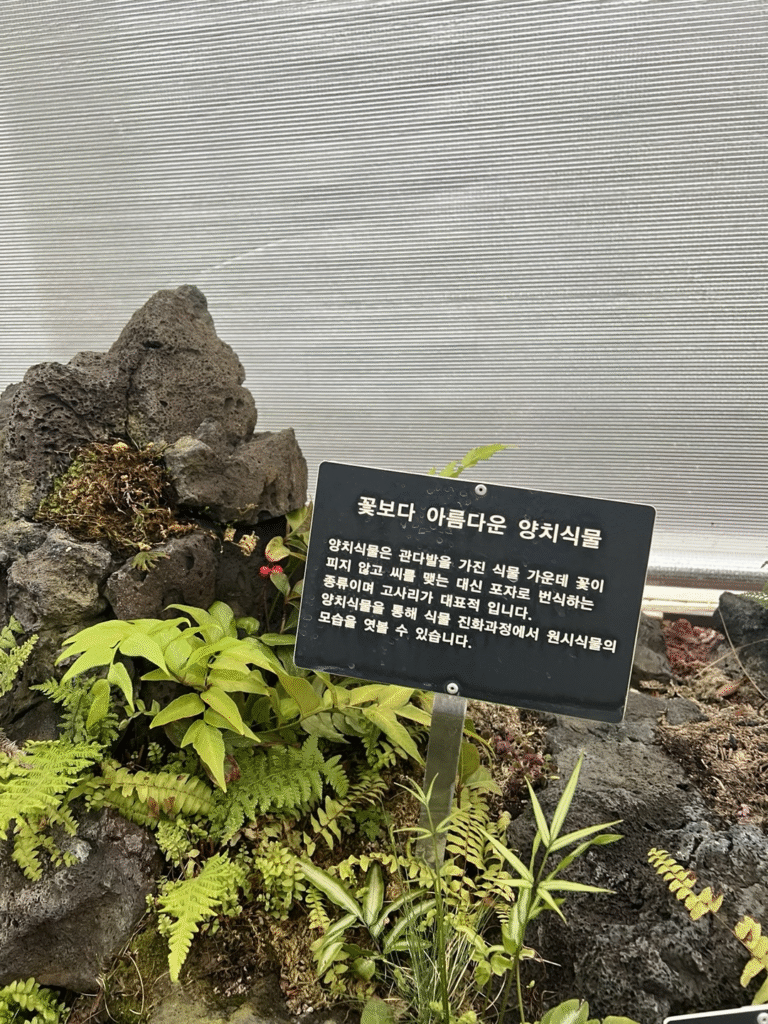 꽃보다 아름다운 양치식물
양치식물은 관다발을 가진 식물 가운데 꽃이
피지 않고 씨를 맺는 대신 포자로 번식하는
종류이며 고사리가 대표적 입니다.
양치식물을 통해 식물 진화과정에서 원시식물의
모습을 엿볼 수 있습니다.